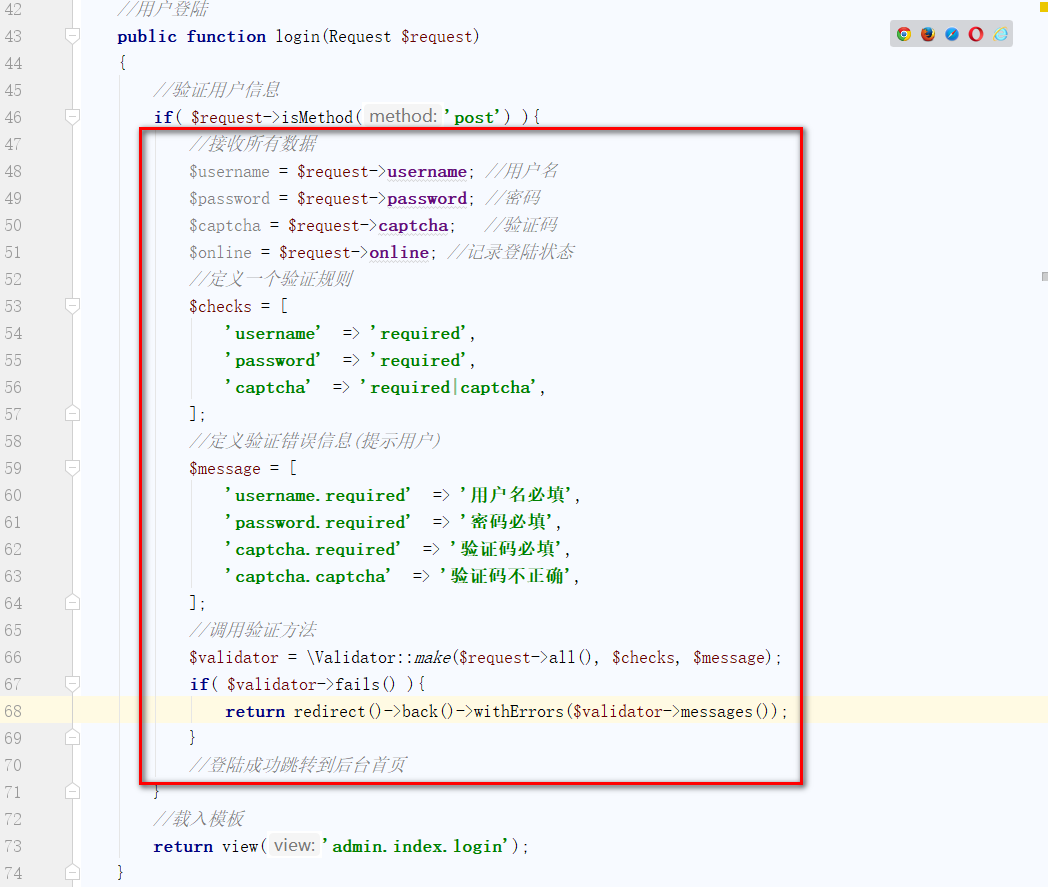 42 //用户登陆
43 public function login(Request $request)
44 {
45 //验证用户信息
46 if( $request->isMethod( method: 'post') ){
47 //接收所有数据
48 $username = $request->username; //用户名
49 $password = $request->password; //密码
50 $captcha = $request->captcha; //验证码
51 $online = $request->online; //记录登陆状态
52 //定义一个验证规则
53 $checks = [
54 'username' => 'required',
55 'password' => 'required',
56 'captcha' => 'required|captcha',
57 ];
58 //定义验证错误信息(提示用户)
59 $message = [
60 'username.required' => '用户名必填',
61 'password.required' => '密码必填',
62 'captcha.required' => '验证码必填',
63 'captcha.captcha' => '验证码不正确',
64 ];
65 //调用验证方法
66 $validator = \Validator::make($request->all(), $checks, $message);
67 if( $validator->fails() ){
68 return redirect()->back()->withErrors($validator->messages());
69 }
70 //登陆成功跳转到后台首页
71 }
72 //载入模板
73 return view( view: 'admin.index.login');
74 }